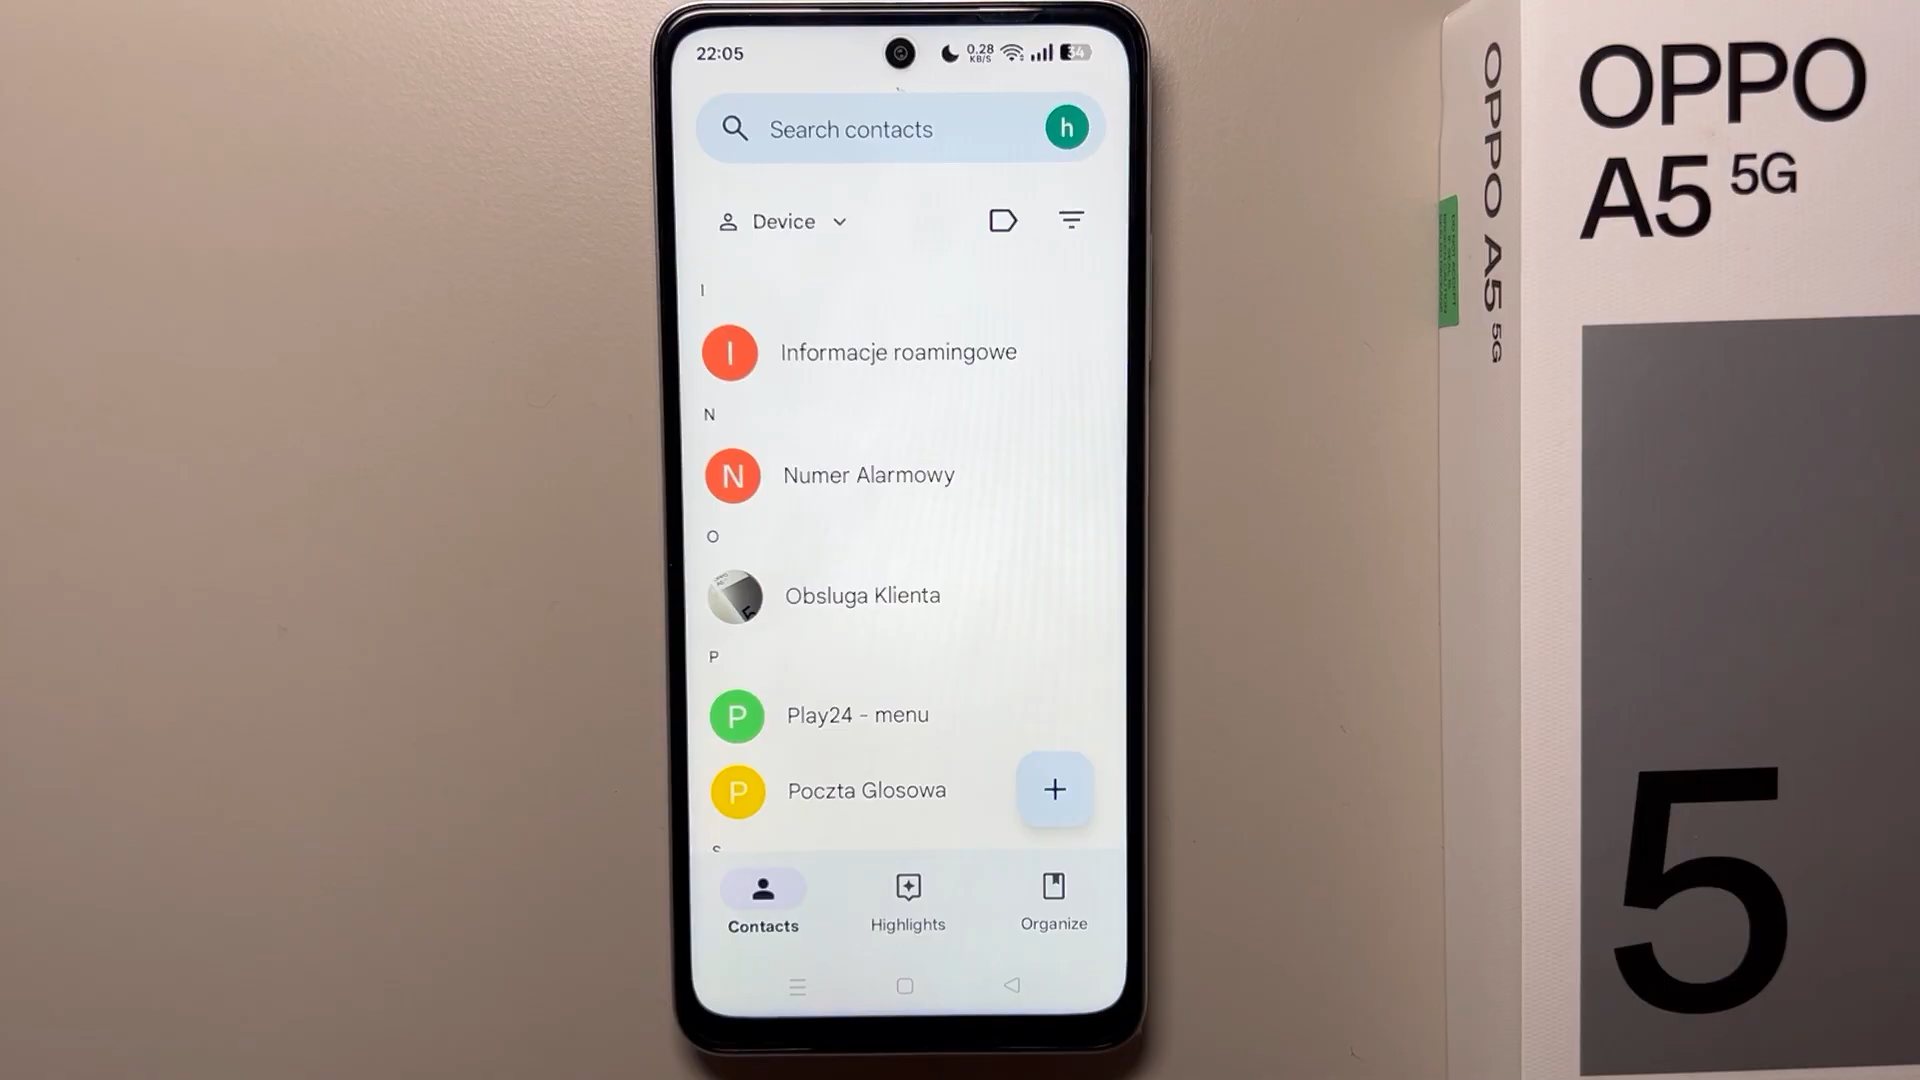 22:05
0.28
KB/S
34
Search contacts
h
Device
I
I
Informacje roamingowe
N
N
Numer Alarmowy
O
Obsluga Klienta
P
P
Play24 - menu
P
Poczta Glosowa
Contacts
Highlights
Organize
OPPO A5 5G
OPPO
A5 5G
5